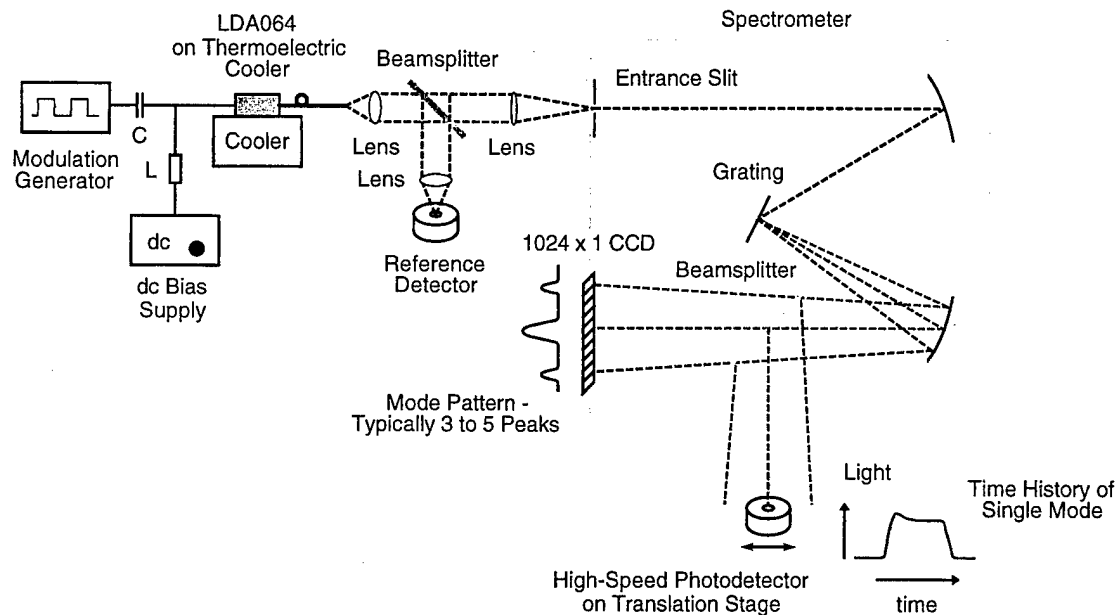 LDA064
on Thermoelectric
Cooler
Spectrometer
Beamsplitter
Entrance Slit
C
Cooler
Modulation
Generator
L
Lens
Lens
Lens
Grating
dc
dc Bias
Supply
Reference
Detector
1024 x 1 CCD
Beamsplitter
Mode Pattern -
Typically 3 to 5 Peaks
Light
Time History of
Single Mode
High-Speed Photodetector
on Translation Stage
time